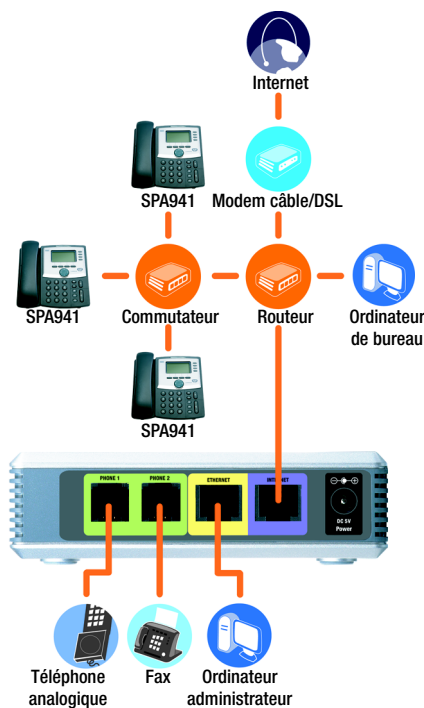 Internet
SPA941
Modem câble/DSL
SPA941
Commutateur
Routeur
Ordinateur
de bureau
SPA941
PHONE 1
PHONE 2
ETHERNET
INTERNET
DC 5V
Power
Téléphone
analogique
Fax
Ordinateur
administrateur